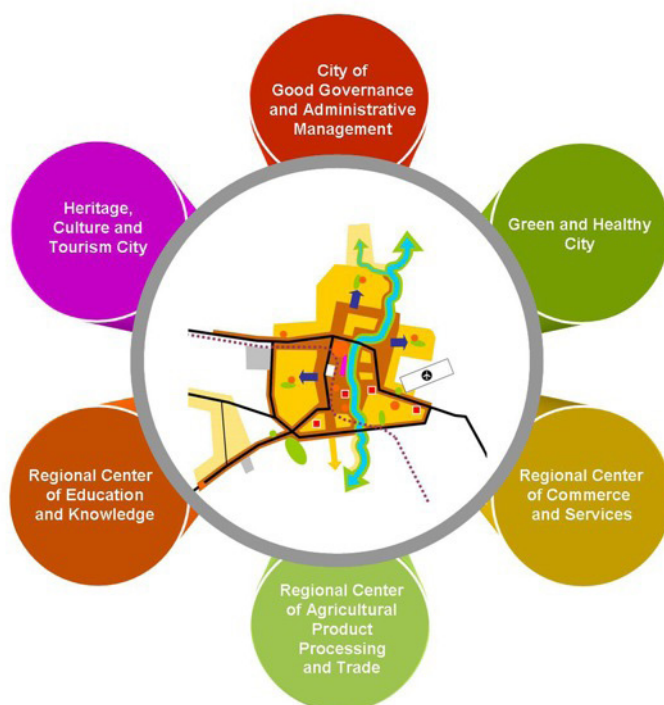 City of
Good Governance
and Administrative
Management
Heritage,
Culture and
Tourism City
Green and Healthy
City
Regional Center
of Education
and Knowledge
Regional Center
of Commerce
and Services
Regional Center
of Agricultural
Product
Processing
and Trade